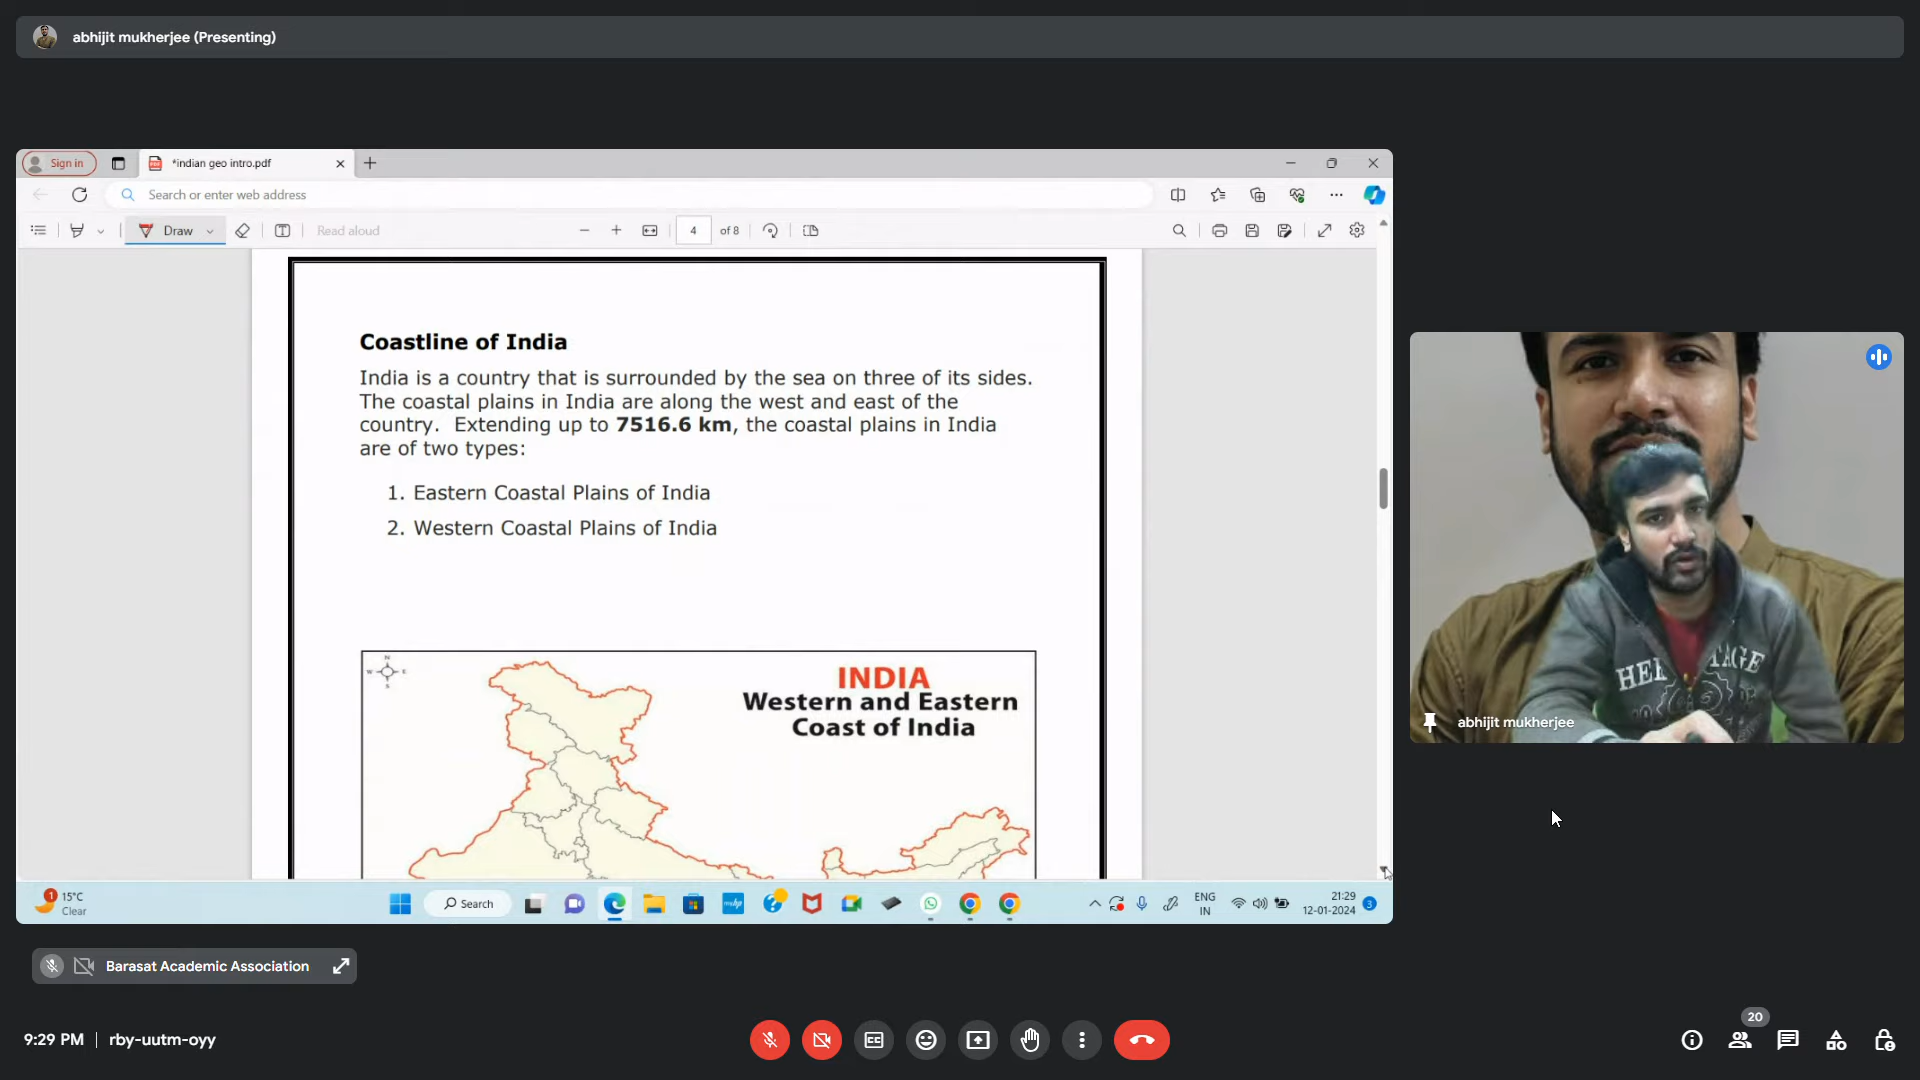 abhijit mukherjee (Presenting)
Sign in
*indian geo intro.pdf
Search or enter web address
Draw
Read aloud
4
of 8
Coastline of India
India is a country that is surrounded by the sea on three of its sides.
The coastal plains in India are along the west and east of the
country. Extending up to 7516.6 km, the coastal plains in India
are of two types:
1. Eastern Coastal Plains of India
2. Western Coastal Plains of India
N
W E
S
INDIA
Western and Eastern
Coast of India
HERITAGE
abhijit mukherjee
1
15°C
Clear
Search
ENG
IN
21:29
12-01-2024
3
Barasat Academic Association
9:29 PM | rby-uutm-oyy
20